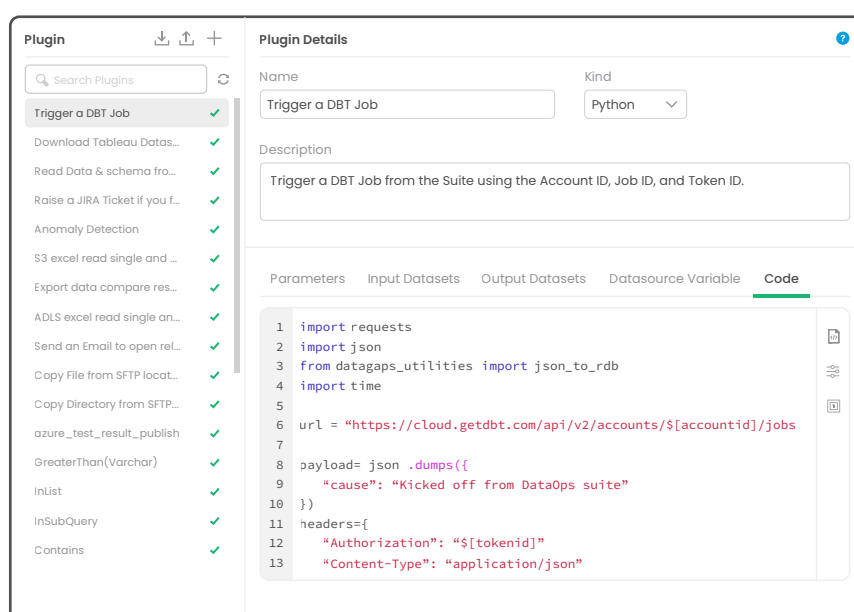 Plugin
Search Plugins
Trigger a DBT Job
Download Tableau Datas...
Read Data & schema fro...
Raise a JIRA Ticket if you f...
Anomaly Detection
S3 excel read single and ...
Export data compare res...
ADLS excel read single an...
Send an Email to open rel...
Copy File from SFTP locat...
Copy Directory from SFTP...
azure_test_result_publish
GreaterThan(Varchar)
InList
InSubQuery
Contains
Plugin Details
?
Name Kind
Trigger a DBT Job Python
Description
Trigger a DBT Job from the Suite using the Account ID, Job ID, and Token ID.
Parameters Input Datasets Output Datasets Datasource Variable Code
1 import requests
2 import json
3 from datagaps_utilities import json_to_rdb
4 import time
5
6 url = “https://cloud.getdbt.com/api/v2/accounts/$[accountid]/jobs
7
8 payload= json .dumps({
9 “cause”: “Kicked off from DataOps suite”
10 })
11 headers={
12 “Authorization”: “$[tokenid]”
13 “Content-Type”: “application/json”